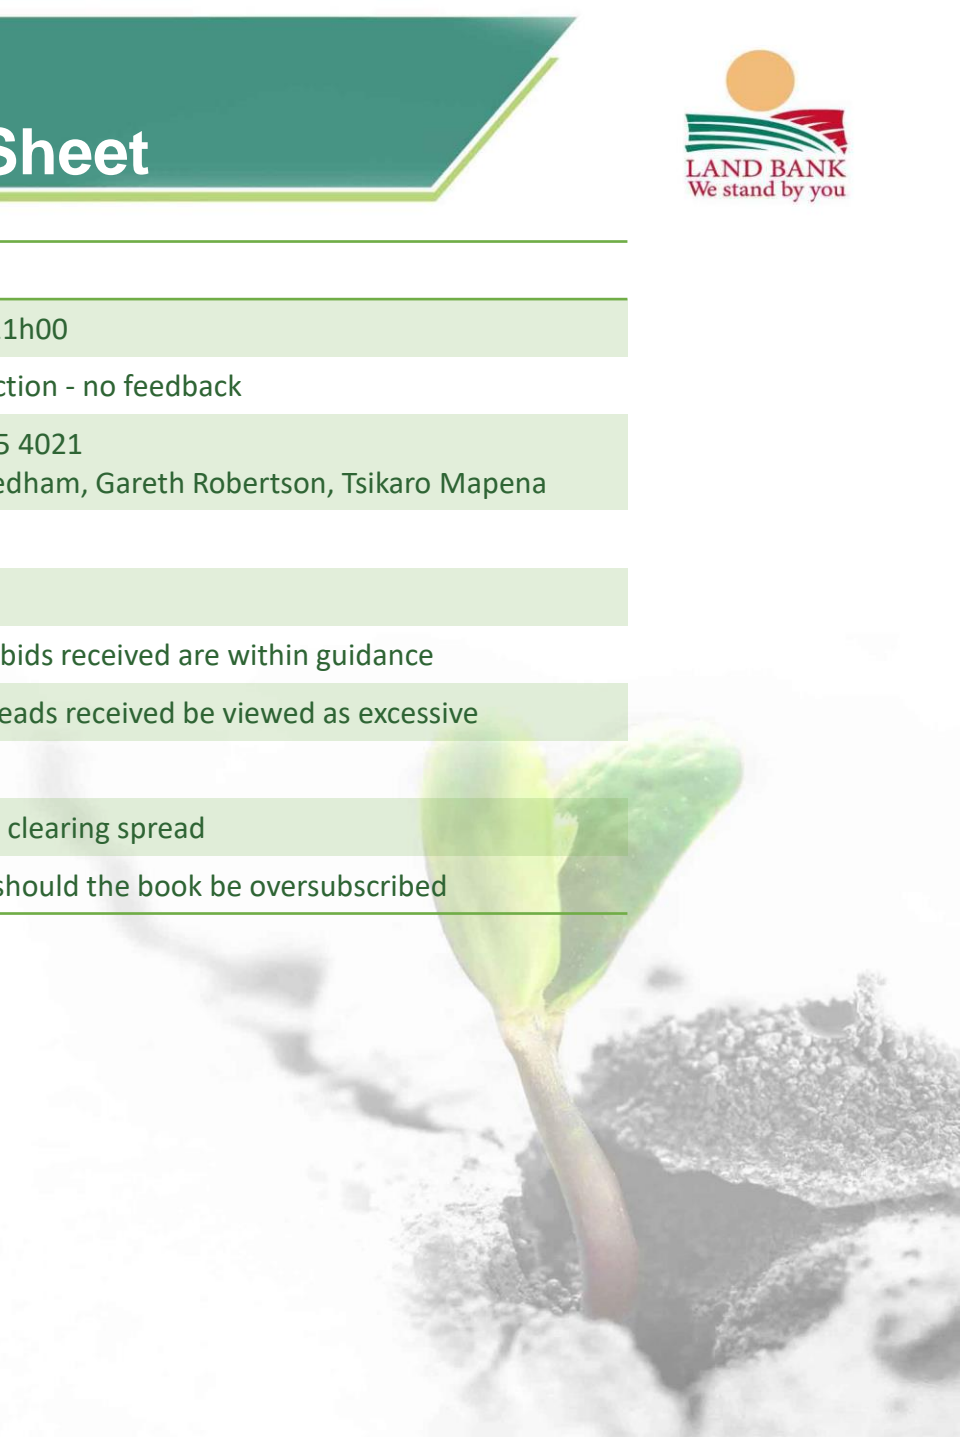 Sheet
LAND BANK
We stand by you
1h00
ction - no feedback
5 4021
edham, Gareth Robertson, Tsikaro Mapena
bids received are within guidance
eads received be viewed as excessive
clearing spread
should the book be oversubscribed